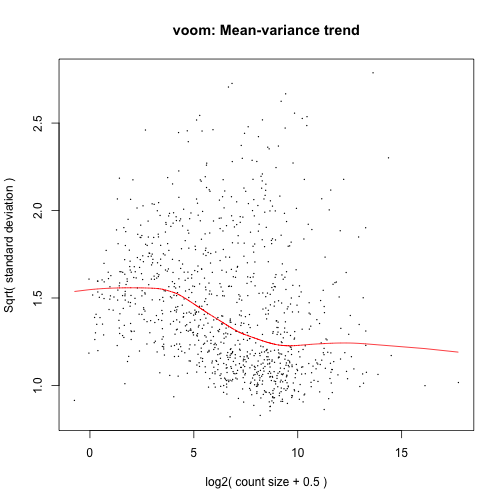 voom: Mean-variance trend
Sqrt( standard deviation )
2.5
2.0
1.5
1.0
0 5 10 15
log2( count size + 0.5 )